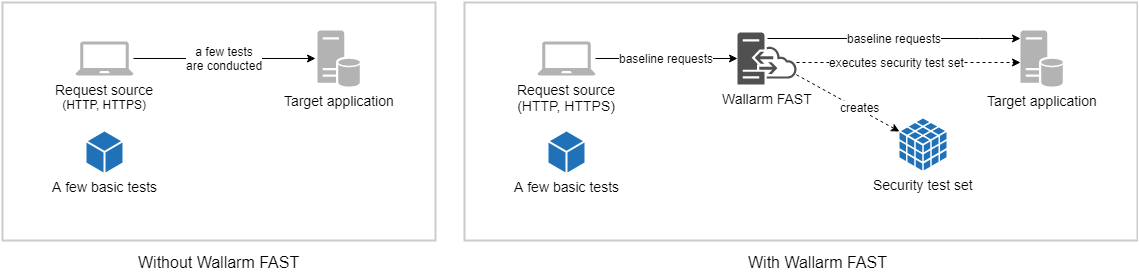 a few tests
are conducted
Request source
(HTTP, HTTPS)
Target application
A few basic tests
Without Wallarm FAST
baseline requests
baseline requests
executes security test set
Request source
(HTTP, HTTPS)
Wallarm FAST
Target application
creates
A few basic tests
Security test set
With Wallarm FAST